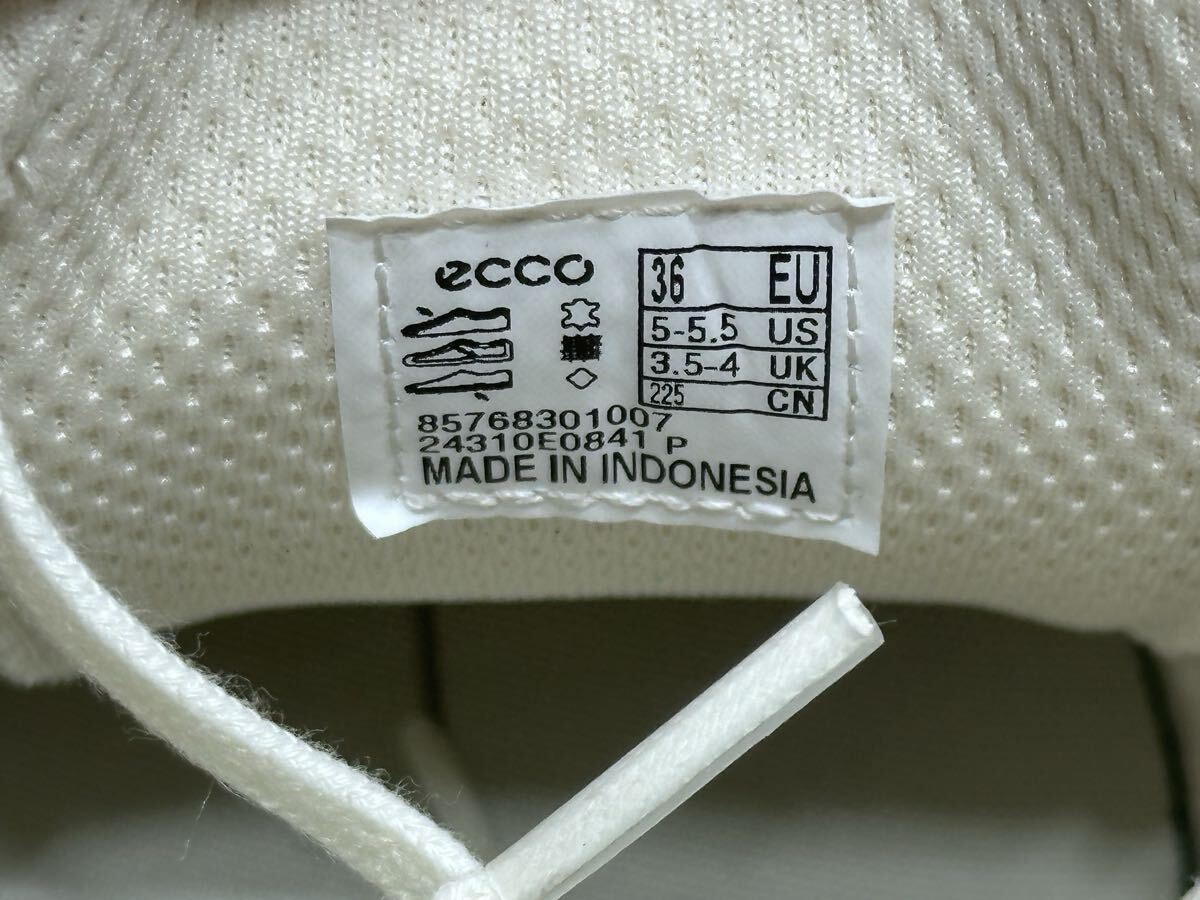 ecco
36 EU
5-5.5 US
3.5-4 UK
225 CN
85768301007
24310E0841 P
MADE IN INDONESIA